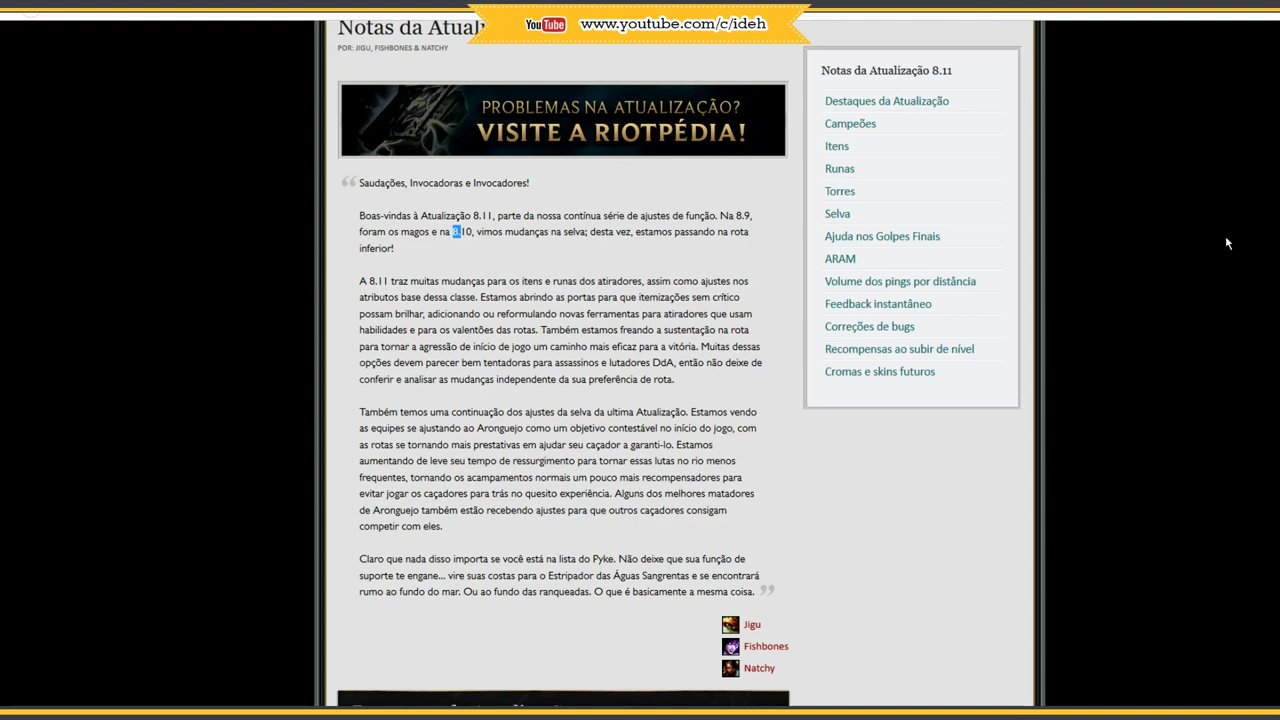 You Tube www.youtube.com/c/ideh
Notas da Atuali
POR: JIGU, FISHBONES & NATCHY
PROBLEMAS NA ATUALIZAÇÃO?
VISITE A RIOTPÉDIA!
Saudações, Invocadoras e Invocadores!
Boas-vindas à Atualização 8.11, parte da nossa contínua série de ajustes de função. Na 8.9,
foram os magos e na 8.10, vimos mudanças na selva; desta vez, estamos passando na rota
inferior!
A 8.11 traz muitas mudanças para os itens e runas dos atiradores, assim como ajustes nos
atributos base dessa classe. Estamos abrindo as portas para que itemizações sem crítico
possam brilhar, adicionando ou reformulando novas ferramentas para atiradores que usam
habilidades e para os valentões das rotas. Também estamos freando a sustentação na rota
para tornar a agressão de início de jogo um caminho mais eficaz para a vitória. Muitas dessas
opções devem parecer bem tentadoras para assassinos e lutadores DdA, então não deixe de
conferir e analisar as mudanças independente da sua preferência de rota.
Também temos uma continuação dos ajustes da selva da ultima Atualização. Estamos vendo
as equipes se ajustando ao Aronguejo como um objetivo contestável no início do jogo, com
as rotas se tornando mais prestativas em ajudar seu caçador a garanti-lo. Estamos
aumentando de leve seu tempo de ressurgimento para tornar essas lutas no rio menos
frequentes, tornando os acampamentos normais um pouco mais recompensadores para
evitar jogar os caçadores para trás no quesito experiência. Alguns dos melhores matadores
de Aronguejo também estão recebendo ajustes para que outros caçadores consigam
competir com eles.
Claro que nada disso importa se você está na lista do Pyke. Não deixe que sua função de
suporte te engane... vire suas costas para o Estripador das Águas Sangrentas e se encontrará
rumo ao fundo do mar. Ou ao fundo das ranqueadas. O que é basicamente a mesma coisa.
Jigu
Fishbones
Natchy
Notas da Atualização 8.11
Destaques da Atualização
Campeões
Itens
Runas
Torres
Selva
Ajuda nos Golpes Finais
ARAM
Volume dos pings por distância
Feedback instantâneo
Correções de bugs
Recompensas ao subir de nível
Cromas e skins futuros